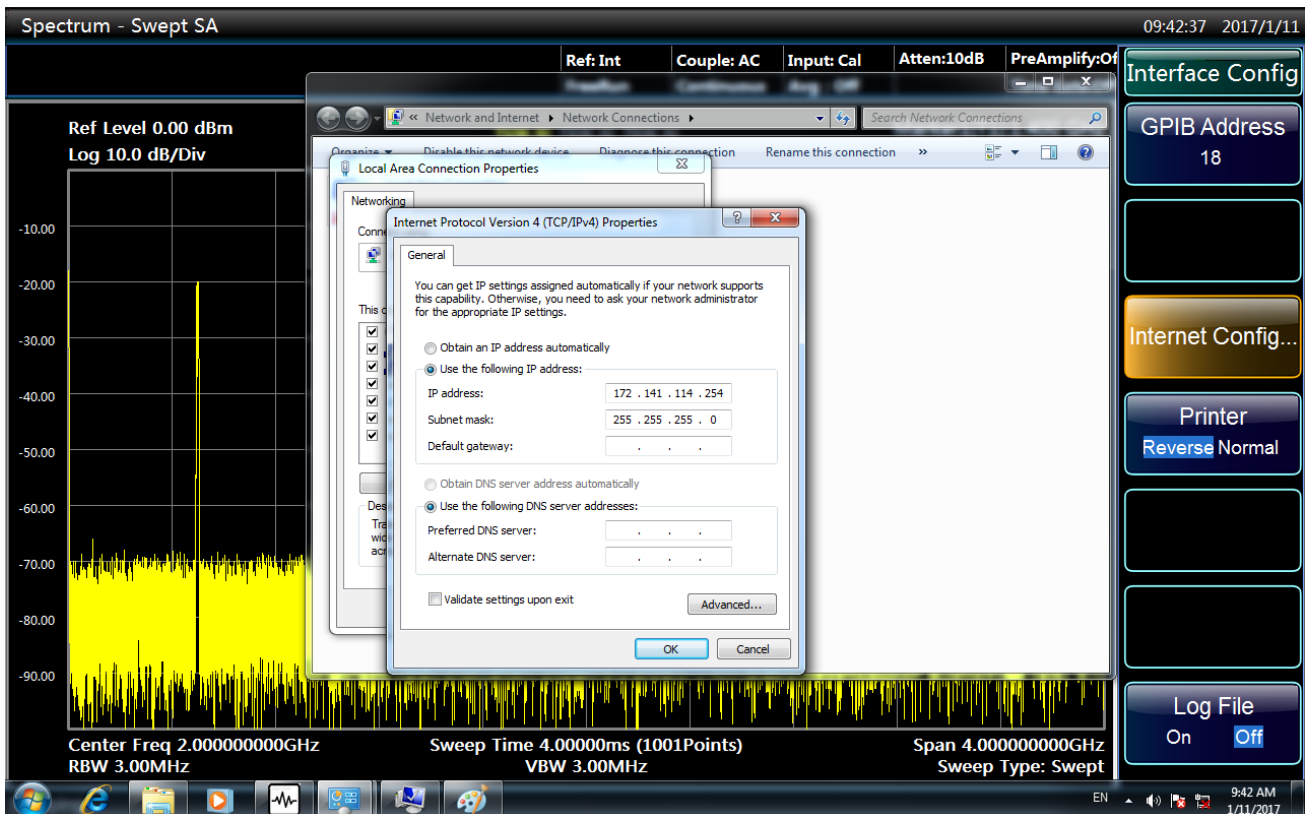 Spectrum - Swept SA
09:42:37 2017/1/11
Ref: Int
Couple: AC
Input: Cal
Atten:10dB
PreAmplify:Of
FreeRun
Continuous
Avg : Off
Interface Config
GPIB Address
18
Internet Config...
Printer
Reverse Normal
Log File
On Off
Ref Level 0.00 dBm
Log 10.0 dB/Div
-10.00
-20.00
-30.00
-40.00
-50.00
-60.00
-70.00
-80.00
-90.00
« Network and Internet ▸ Network Connections ▸
Search Network Connections
Organize Disable this network device Diagnose this connection Rename this connection »
Local Area Connection Properties
Networking
Conne
This c
Des
Tra
wid
acr
Internet Protocol Version 4 (TCP/IPv4) Properties
General
You can get IP settings assigned automatically if your network supports
this capability. Otherwise, you need to ask your network administrator
for the appropriate IP settings.
Obtain an IP address automatically
Use the following IP address:
IP address: 172 . 141 . 114 . 254
Subnet mask: 255 . 255 . 255 . 0
Default gateway: . . .
Obtain DNS server address automatically
Use the following DNS server addresses:
Preferred DNS server: . . .
Alternate DNS server: . . .
Validate settings upon exit
Advanced...
OK
Cancel
Center Freq 2.000000000GHz
Sweep Time 4.00000ms (1001Points)
Span 4.000000000GHz
RBW 3.00MHz
VBW 3.00MHz
Sweep Type: Swept
EN
9:42 AM
1/11/2017